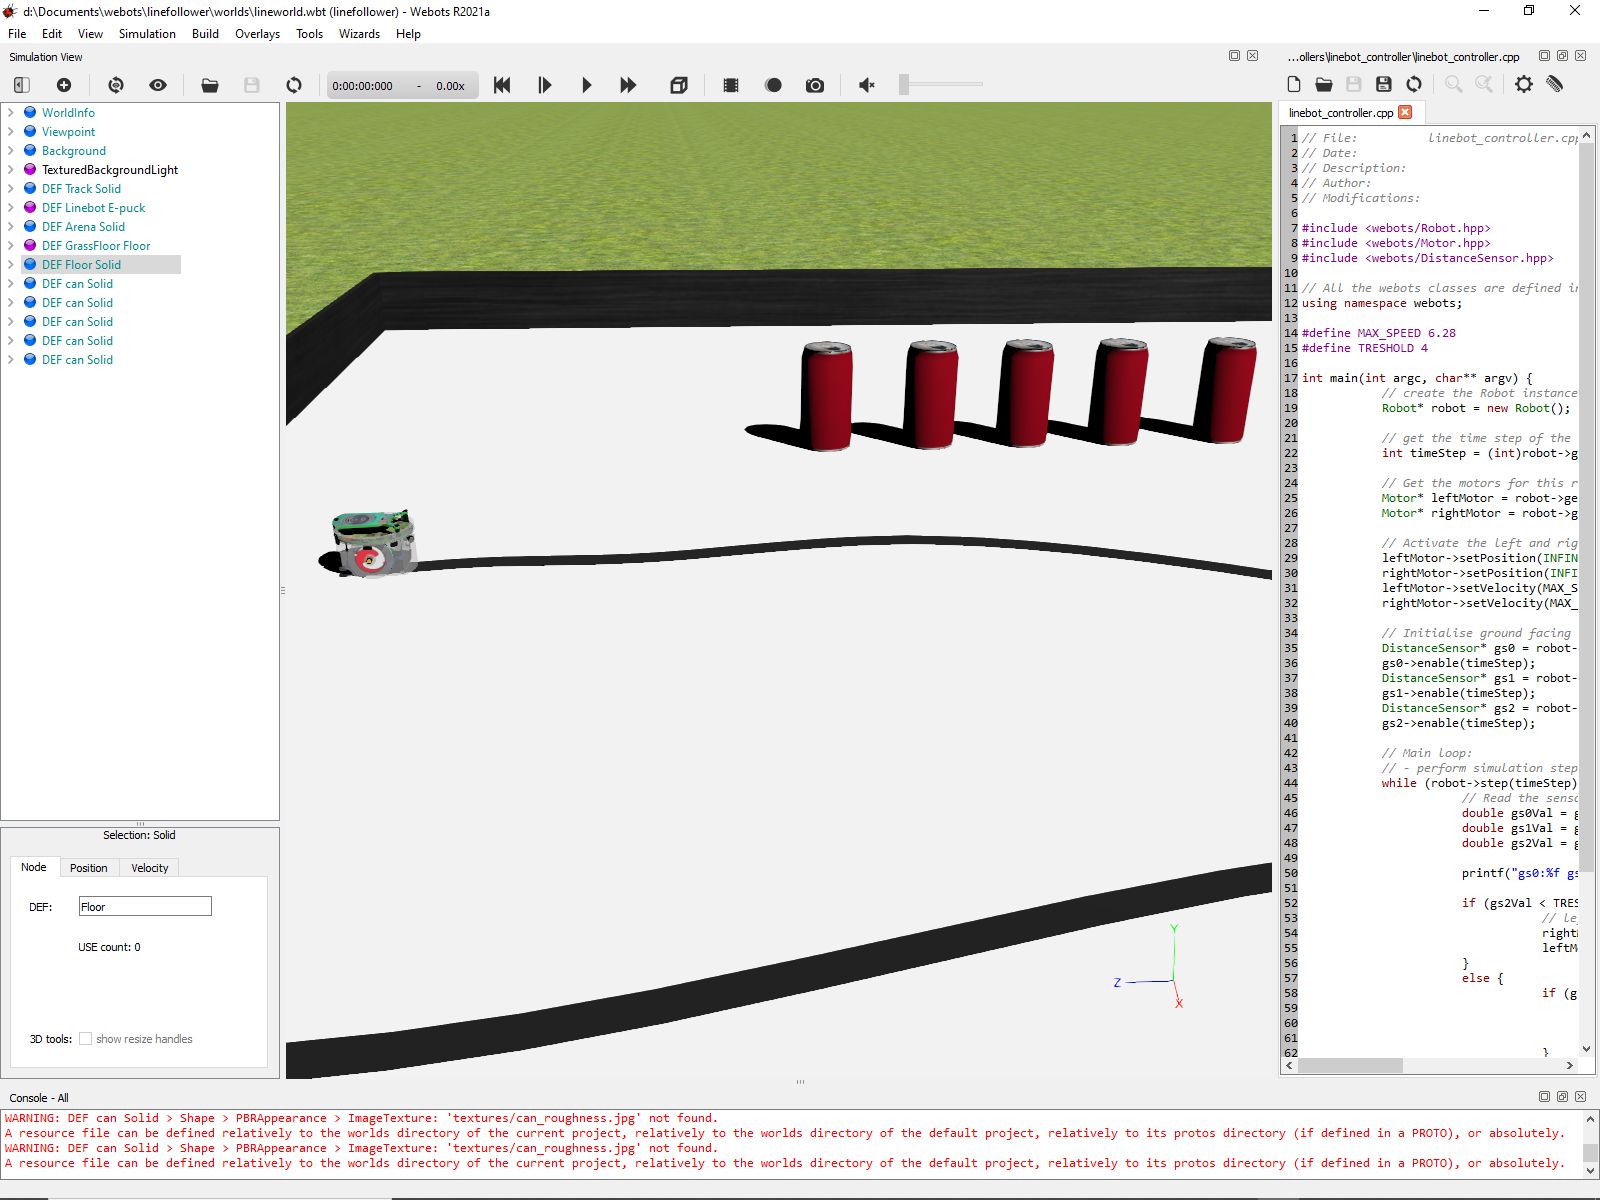 d:\Documents\webots\linefollower\worlds\lineworld.wbt (linefollower) - Webots R2021a
File Edit View Simulation Build Overlays Tools Wizards Help
Simulation View
0:00:00:000 - 0.00x
WorldInfo
Viewpoint
Background
TexturedBackgroundLight
DEF Track Solid
DEF Linebot E-puck
DEF Arena Solid
DEF GrassFloor Floor
DEF Floor Solid
DEF can Solid
DEF can Solid
DEF can Solid
DEF can Solid
DEF can Solid
Selection: Solid
Node Position Velocity
DEF: Floor
USE count: 0
3D tools: show resize handles
Y
Z
X
...ollers\linebot_controller\linebot_controller.cpp
linebot_controller.cpp
1 // File: linebot_controller.cpp
2 // Date:
3 // Description:
4 // Author:
5 // Modifications:
6
7 #include <webots/Robot.hpp>
8 #include <webots/Motor.hpp>
9 #include <webots/DistanceSensor.hpp>
10
11 // All the webots classes are defined in
12 using namespace webots;
13
14 #define MAX_SPEED 6.28
15 #define TRESHOLD 4
16
17 int main(int argc, char** argv) {
18 // create the Robot instance
19 Robot* robot = new Robot();
20
21 // get the time step of the
22 int timeStep = (int)robot->g
23
24 // Get the motors for this r
25 Motor* leftMotor = robot->ge
26 Motor* rightMotor = robot->g
27
28 // Activate the left and rig
29 leftMotor->setPosition(INFIN
30 rightMotor->setPosition(INFI
31 leftMotor->setVelocity(MAX_S
32 rightMotor->setVelocity(MAX_
33
34 // Initialise ground facing
35 DistanceSensor* gs0 = robot-
36 gs0->enable(timeStep);
37 DistanceSensor* gs1 = robot-
38 gs1->enable(timeStep);
39 DistanceSensor* gs2 = robot-
40 gs2->enable(timeStep);
41
42 // Main loop:
43 // - perform simulation step
44 while (robot->step(timeStep)
45 // Read the senso
46 double gs0Val = g
47 double gs1Val = g
48 double gs2Val = g
49
50 printf("gs0:%f gs
51
52 if (gs2Val < TRES
53 // le
54 right
55 leftM
56 }
57 else {
58 if (g
59
60
61
62 }
Console - All
WARNING: DEF can Solid > Shape > PBRAppearance > ImageTexture: 'textures/can_roughness.jpg' not found.
A resource file can be defined relatively to the worlds directory of the current project, relatively to the worlds directory of the default project, relatively to its protos directory (if defined in a PROTO), or absolutely.
WARNING: DEF can Solid > Shape > PBRAppearance > ImageTexture: 'textures/can_roughness.jpg' not found.
A resource file can be defined relatively to the worlds directory of the current project, relatively to the worlds directory of the default project, relatively to its protos directory (if defined in a PROTO), or absolutely.